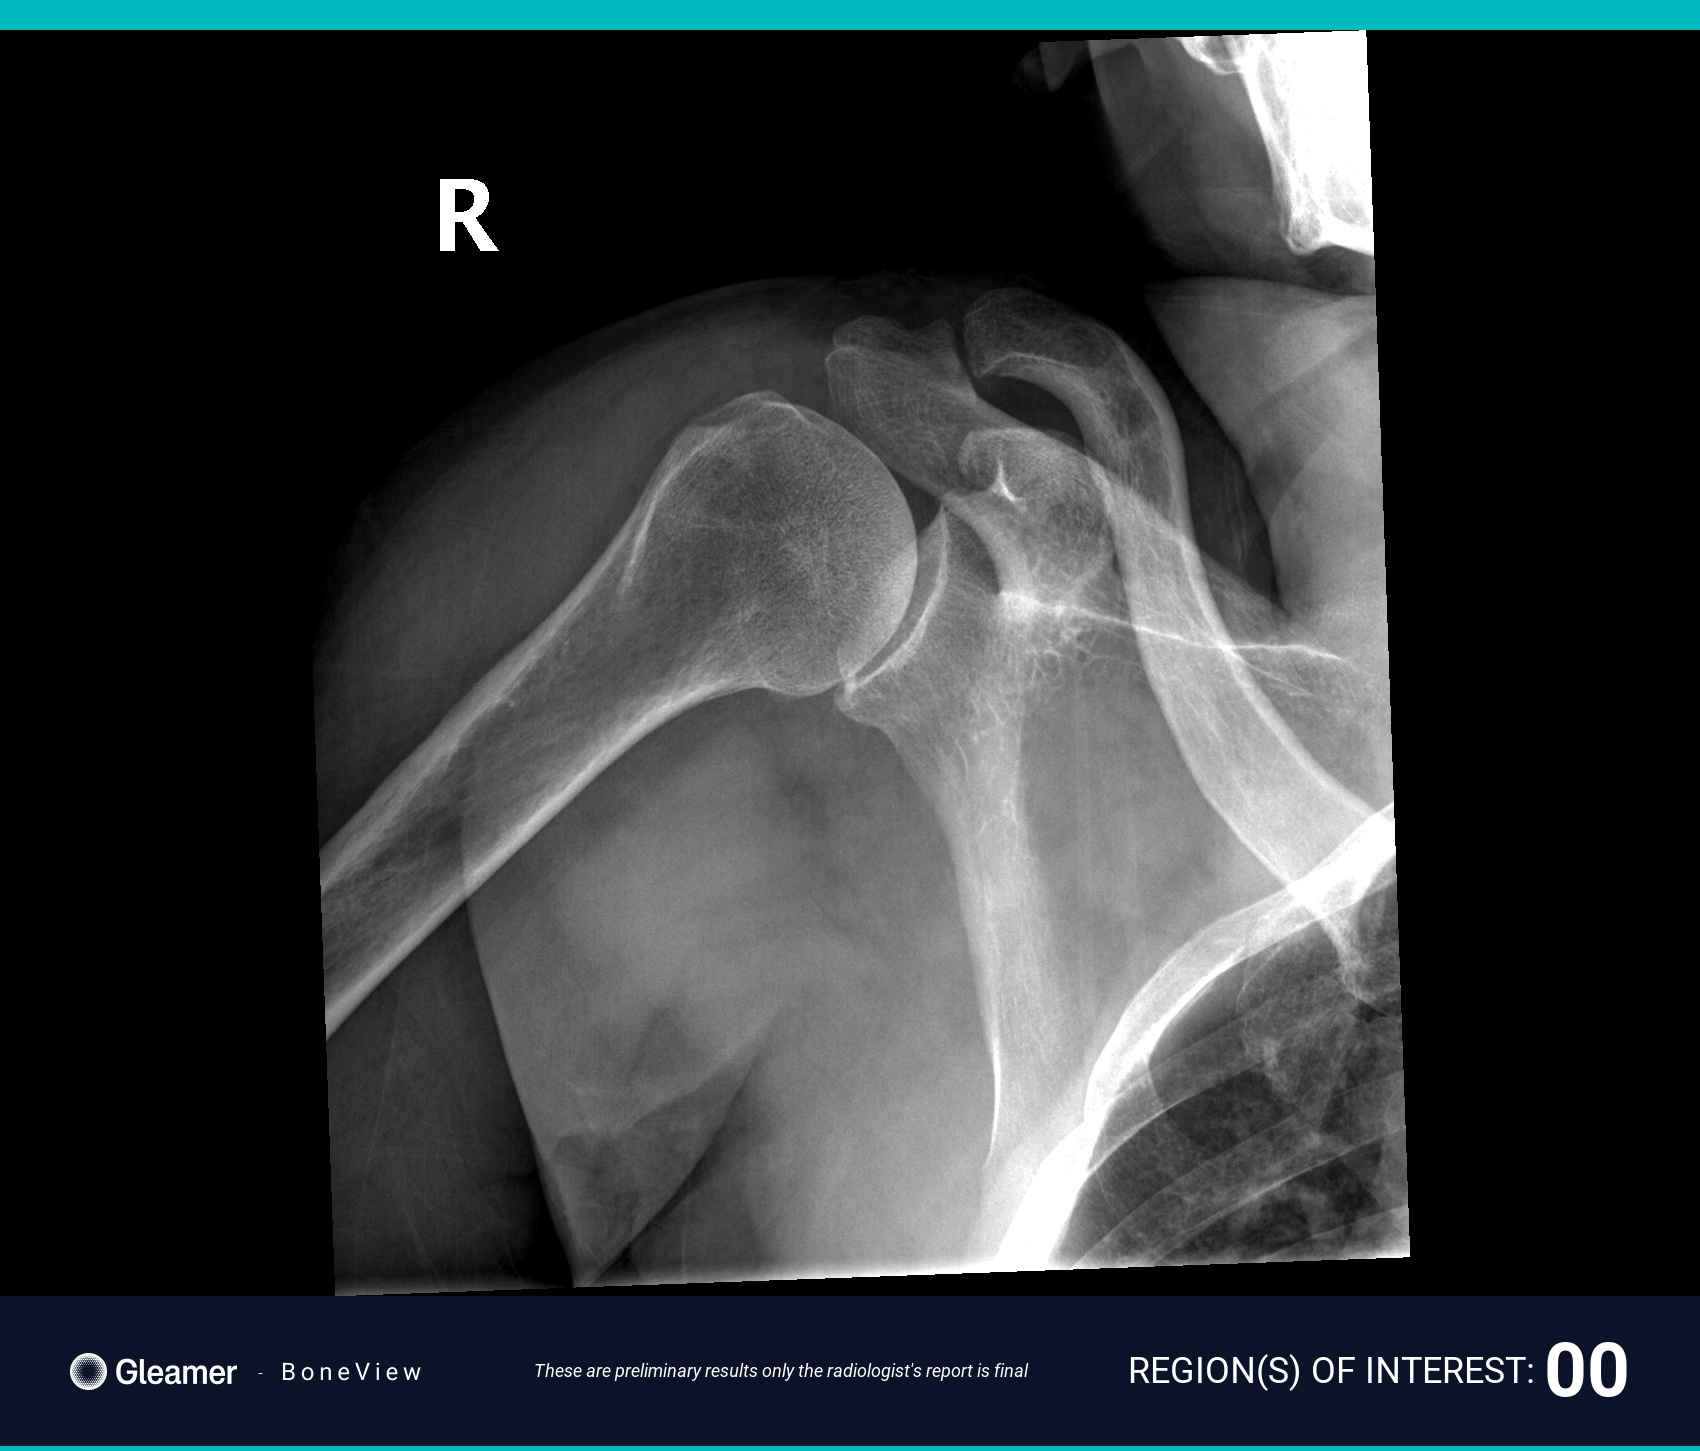 R
Gleamer - BoneView
These are preliminary results only the radiologist's report is final
REGION(S) OF INTEREST: 00